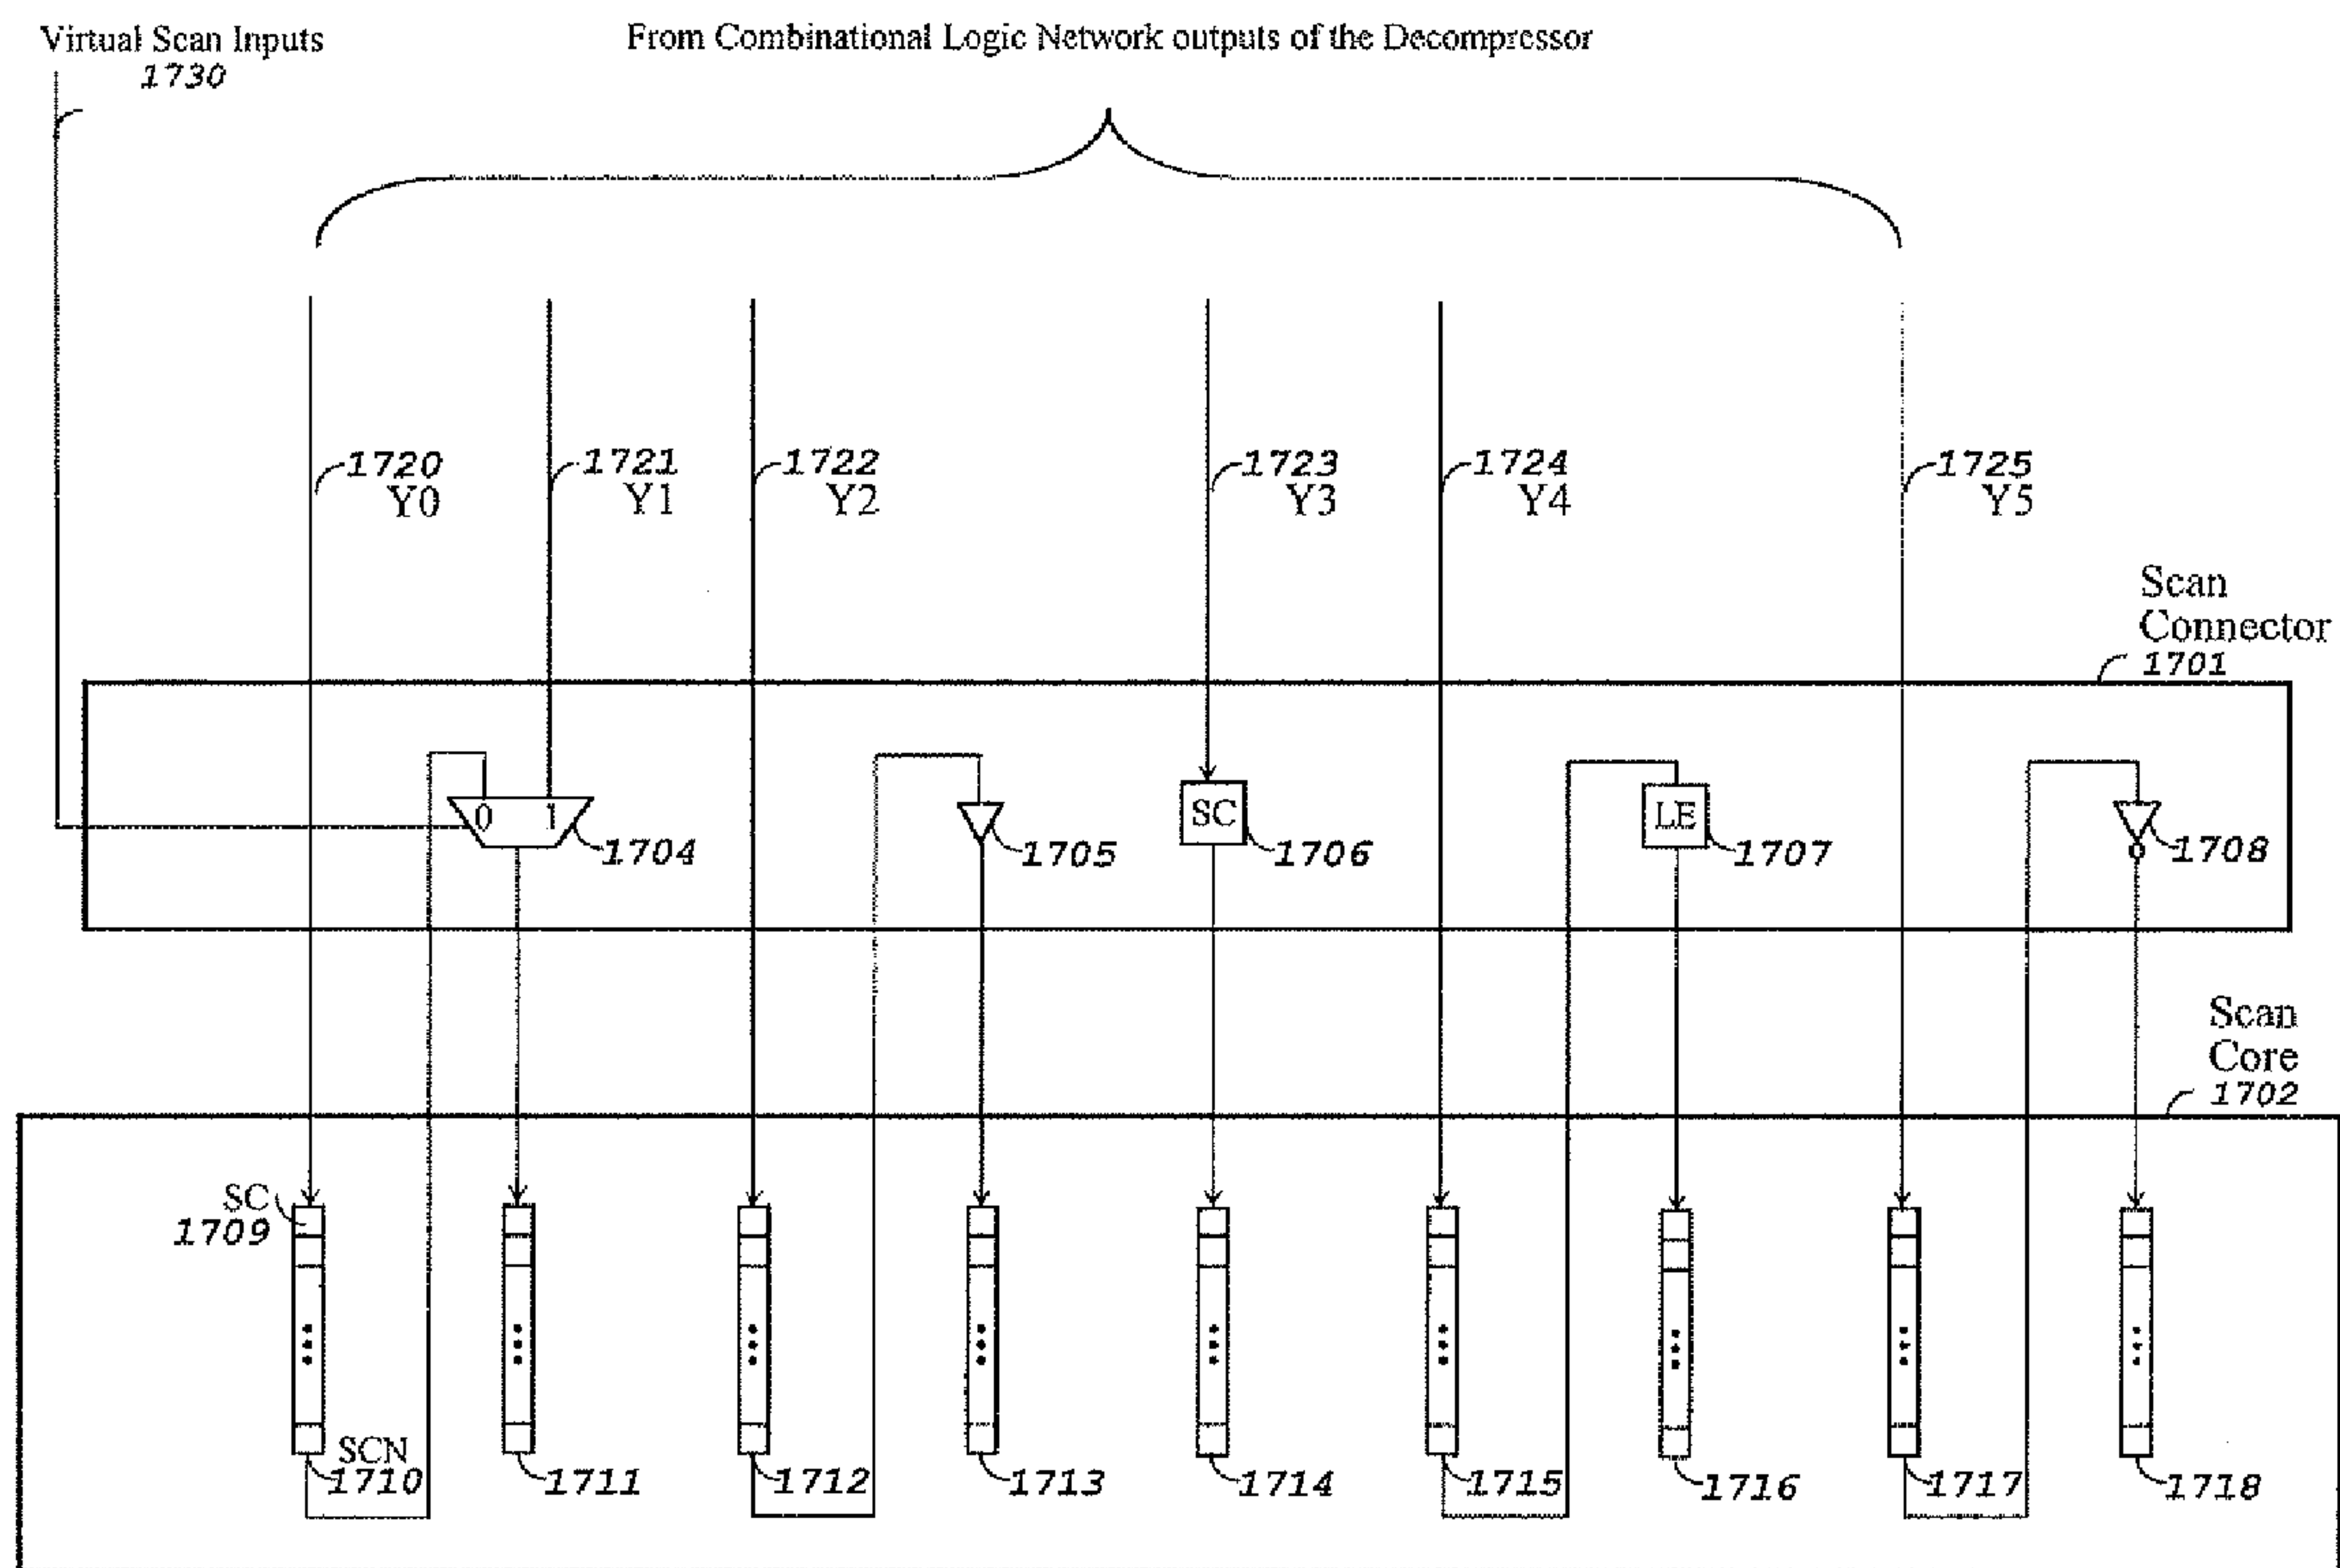 Virtual Scan Inputs
1730
From Combinational Logic Network outputs of the Decompressor
1720
Y0
1721
Y1
1722
Y2
1723
Y3
1724
Y4
1725
Y5
Scan
Connector
1701
0 1
1704
1705
SC
1706
LE
1707
1708
Scan
Core
1702
SC
1709
SCN
1710
1711
1712
1713
1714
1715
1716
1717
1718